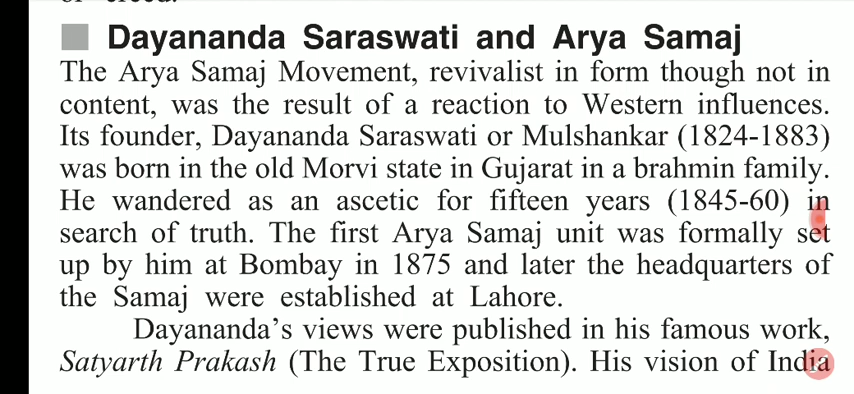 or creed.
Dayananda Saraswati and Arya Samaj
The Arya Samaj Movement, revivalist in form though not in
content, was the result of a reaction to Western influences.
Its founder, Dayananda Saraswati or Mulshankar (1824-1883)
was born in the old Morvi state in Gujarat in a brahmin family.
He wandered as an ascetic for fifteen years (1845-60) in
search of truth. The first Arya Samaj unit was formally set
up by him at Bombay in 1875 and later the headquarters of
the Samaj were established at Lahore.
Dayananda’s views were published in his famous work,
Satyarth Prakash (The True Exposition). His vision of India